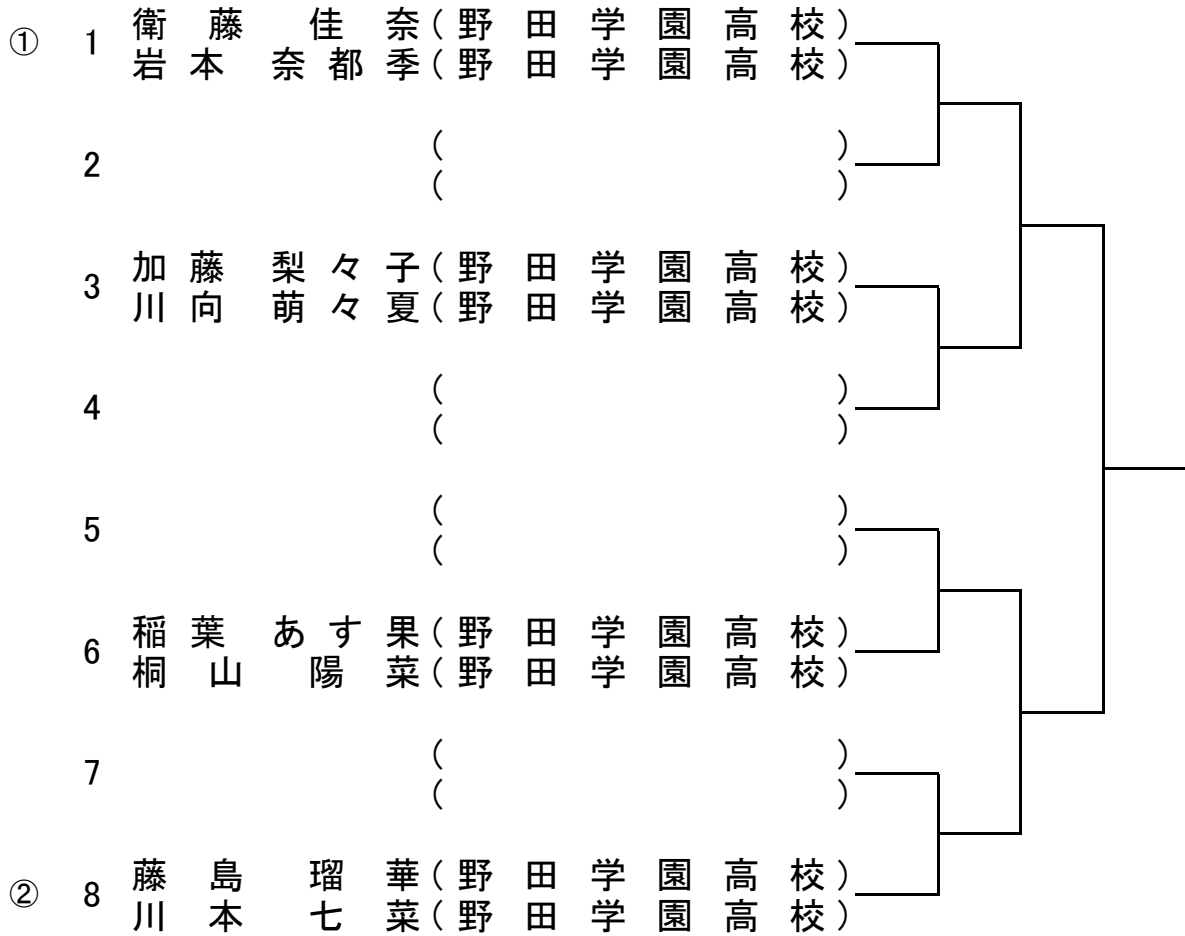 ① 1 衛藤 佳奈(野田学園高校)
岩本 奈都季(野田学園高校)
2 ( )
( )
3 加藤 梨々子(野田学園高校)
川向 萌々夏(野田学園高校)
4 ( )
( )
5 ( )
( )
6 稲葉 あす果(野田学園高校)
桐山 陽菜(野田学園高校)
7 ( )
( )
② 8 藤島 瑠華(野田学園高校)
川本 七菜(野田学園高校)